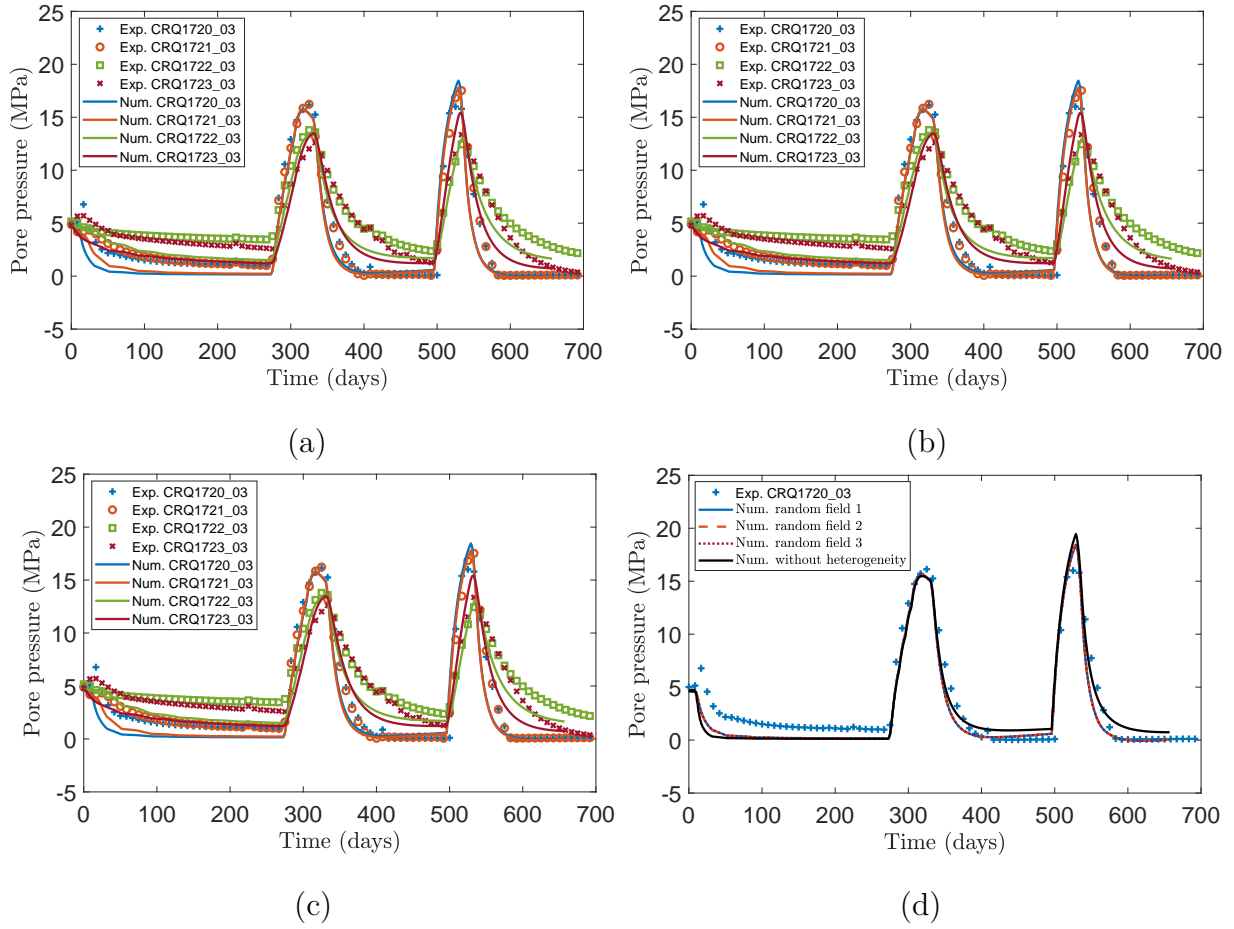 25
20
15
10
5
0
-5
Pore pressure (MPa)
Exp. CRQ1720_03
Exp. CRQ1721_03
Exp. CRQ1722_03
Exp. CRQ1723_03
Num. CRQ1720_03
Num. CRQ1721_03
Num. CRQ1722_03
Num. CRQ1723_03
0 100 200 300 400 500 600 700
Time (days)
(a)
25
20
15
10
5
0
-5
Pore pressure (MPa)
Exp. CRQ1720_03
Exp. CRQ1721_03
Exp. CRQ1722_03
Exp. CRQ1723_03
Num. CRQ1720_03
Num. CRQ1721_03
Num. CRQ1722_03
Num. CRQ1723_03
0 100 200 300 400 500 600 700
Time (days)
(b)
25
20
15
10
5
0
-5
Pore pressure (MPa)
Exp. CRQ1720_03
Exp. CRQ1721_03
Exp. CRQ1722_03
Exp. CRQ1723_03
Num. CRQ1720_03
Num. CRQ1721_03
Num. CRQ1722_03
Num. CRQ1723_03
0 100 200 300 400 500 600 700
Time (days)
(c)
25
20
15
10
5
0
-5
Pore pressure (MPa)
Exp. CRQ1720_03
Num. random field 1
Num. random field 2
Num. random field 3
Num. without heterogeneity
0 100 200 300 400 500 600 700
Time (days)
(d)